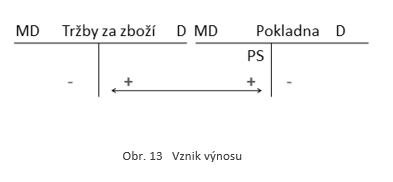 MD Tržby za zboží D MD Pokladna D
PS
- + + -
Obr. 13 Vznik výnosu